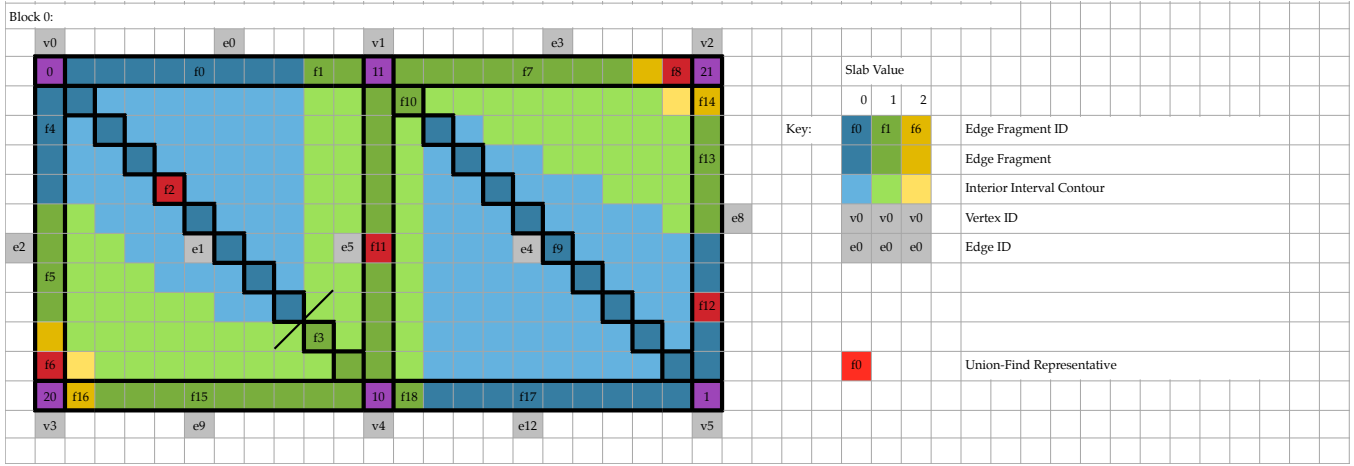 Block 0:
v0 e0 v1 e3 v2
0 f0 f1 11 f7 f8 21 Slab Value
f10 f14 0 1 2
f4 f13 Key: f0 f1 f6 Edge Fragment ID
Edge Fragment
f2 Interior Interval Contour
e8 v0 v0 v0 Vertex ID
e2 e1 e5 f11 e4 f9 e0 e0 e0 Edge ID
f5
f12
f3
f6 f0 Union-Find Representative
20 f16 f15 10 f18 f17 1
v3 e9 v4 e12 v5